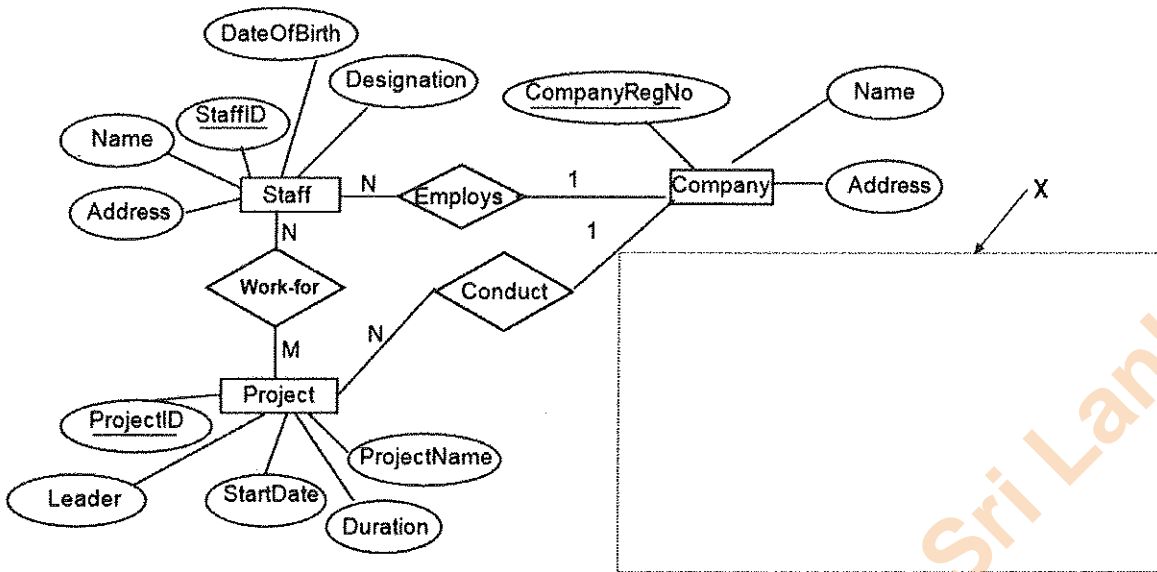 DateOfBirth
Designation
CompanyRegNo
Name
StaffID
Name
Staff
N
Employs
1
Company
Address
Address
X
N
1
Work-for
Conduct
N
M
Project
ProjectID
ProjectName
Leader
StartDate
Duration
Sri Lan